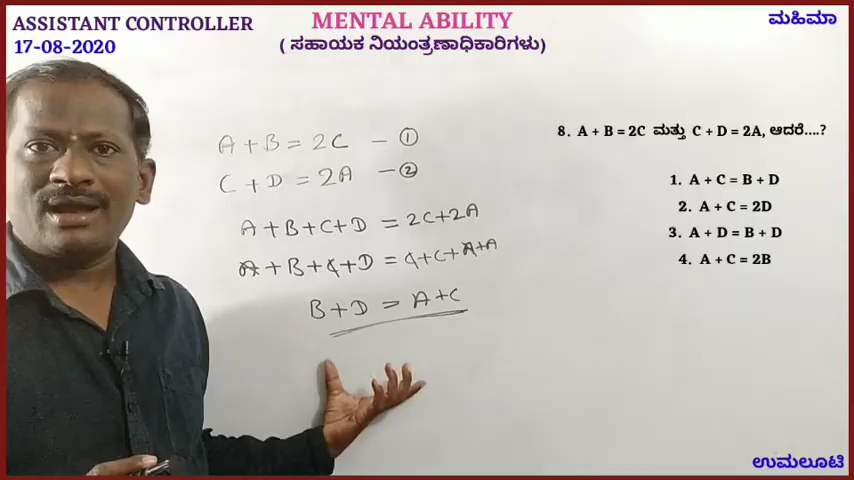 ASSISTANT CONTROLLER
17-08-2020
MENTAL ABILITY
( ಸಹಾಯಕ ನಿಯಂತ್ರಣಾಧಿಕಾರಿಗಳು)
ಮಹಿಮಾ
A+B = 2C - ①
C+D = 2A - ②
A+B+C+D = 2C+2A
A+B+C+D = C+C+A+A
B+D = A+C
8. A + B = 2C ಮತ್ತು C + D = 2A, ಆದರೆ....?
1. A + C = B + D
2. A + C = 2D
3. A + D = B + D
4. A + C = 2B
ಉಮಲೂಟಿ